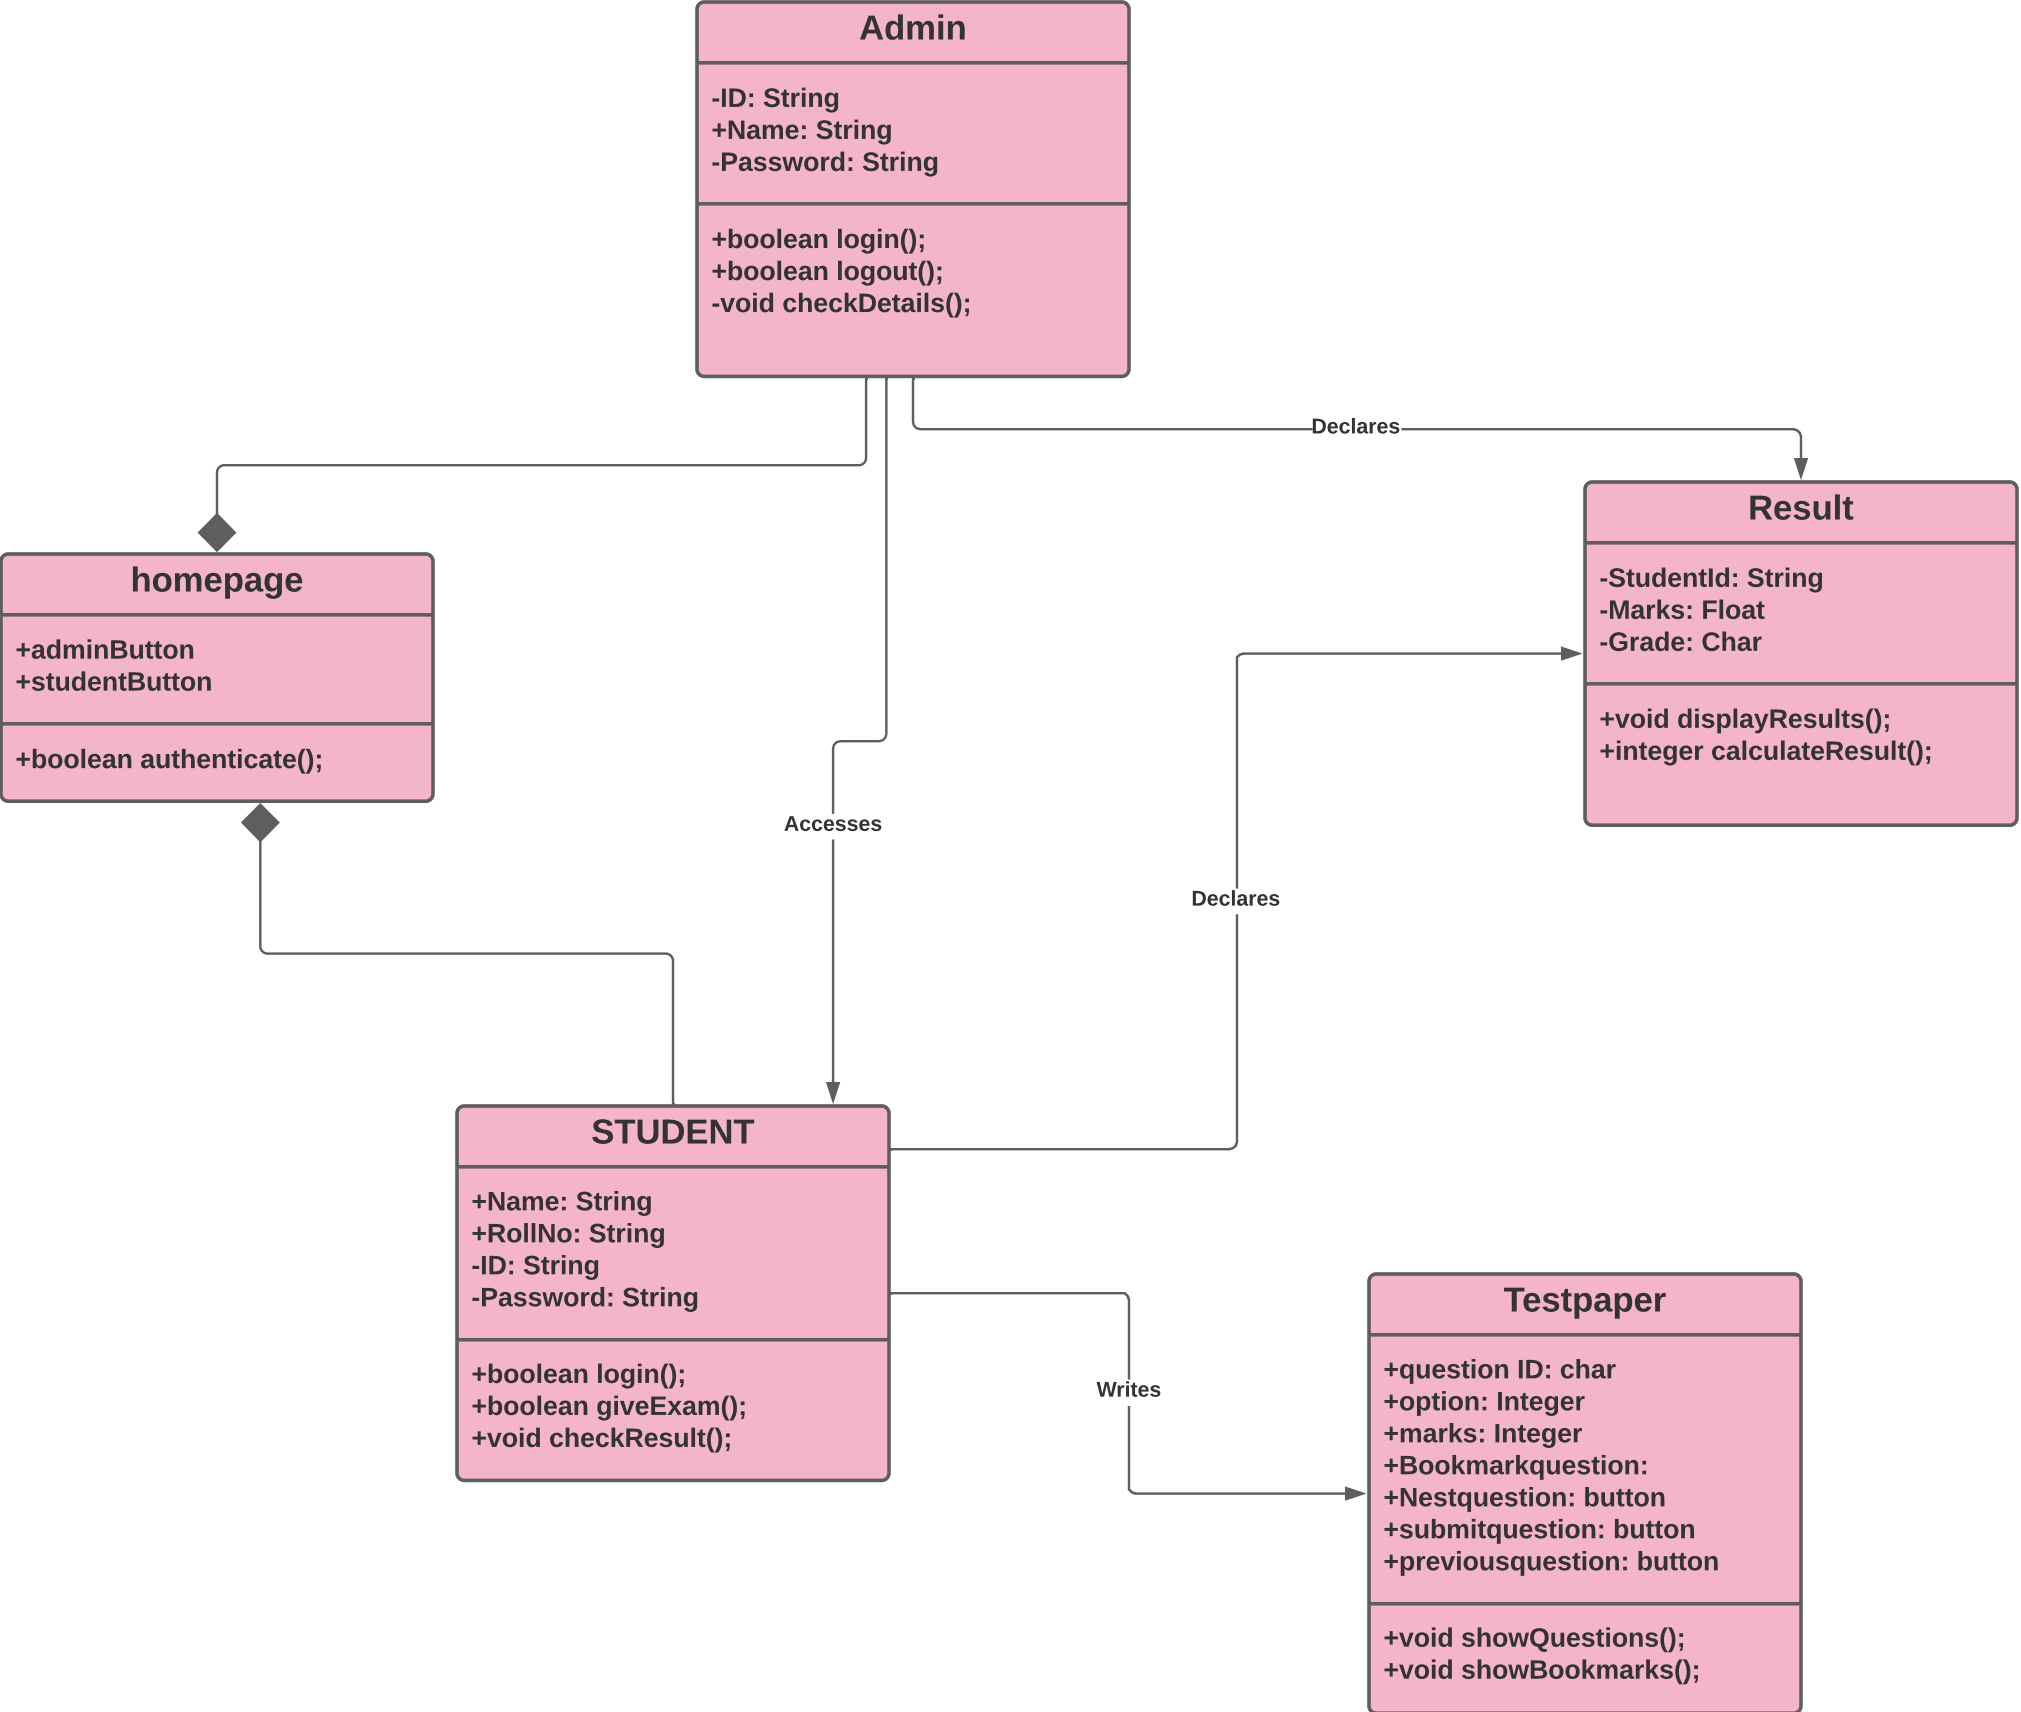 Admin
-ID: String
+Name: String
-Password: String
+boolean login();
+boolean logout();
-void checkDetails();
Declares
homepage
+adminButton
+studentButton
+boolean authenticate();
Result
-StudentId: String
-Marks: Float
-Grade: Char
+void displayResults();
+integer calculateResult();
Accesses
Declares
STUDENT
+Name: String
+RollNo: String
-ID: String
-Password: String
+boolean login();
+boolean giveExam();
+void checkResult();
Writes
Testpaper
+question ID: char
+option: Integer
+marks: Integer
+Bookmarkquestion:
+Nestquestion: button
+submitquestion: button
+previousquestion: button
+void showQuestions();
+void showBookmarks();